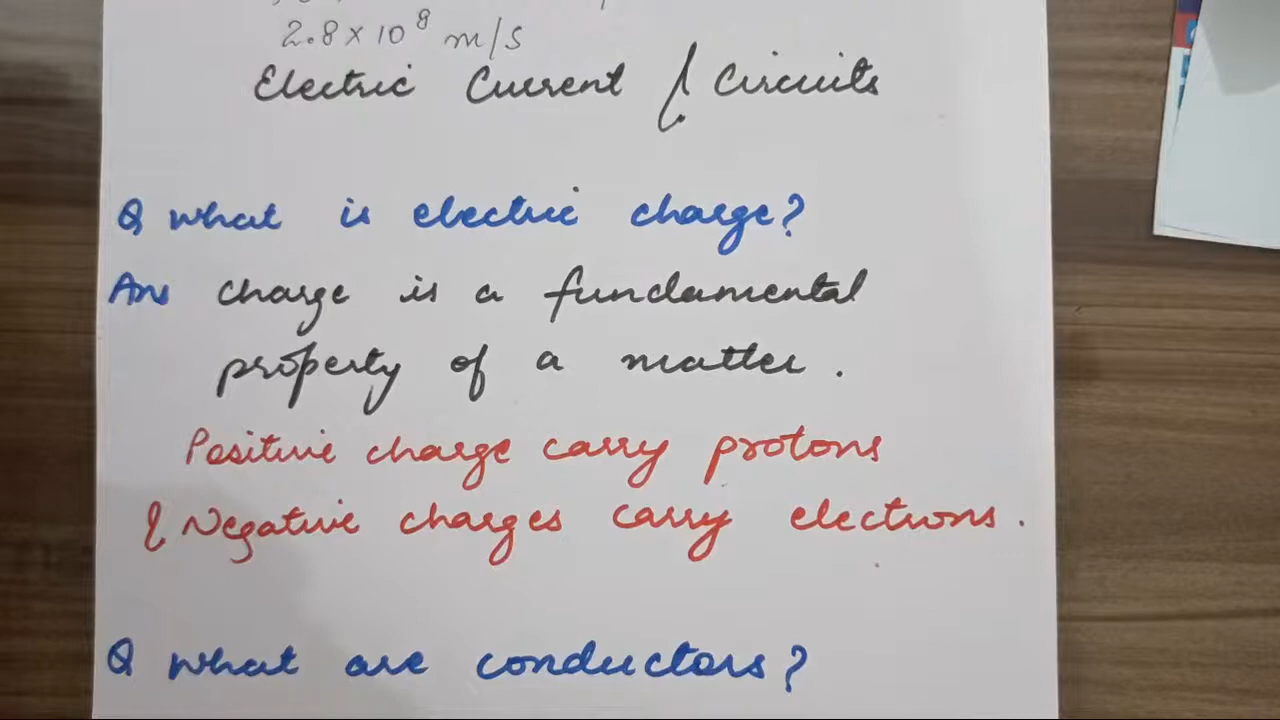 2.8 × 10⁸ m/s
Electric Current & Circuits
Q What is electric charge?
Ans Charge is a fundamental
property of a matter.
Positive charge carry protons
& Negative charges carry electrons.
Q What are conductors?